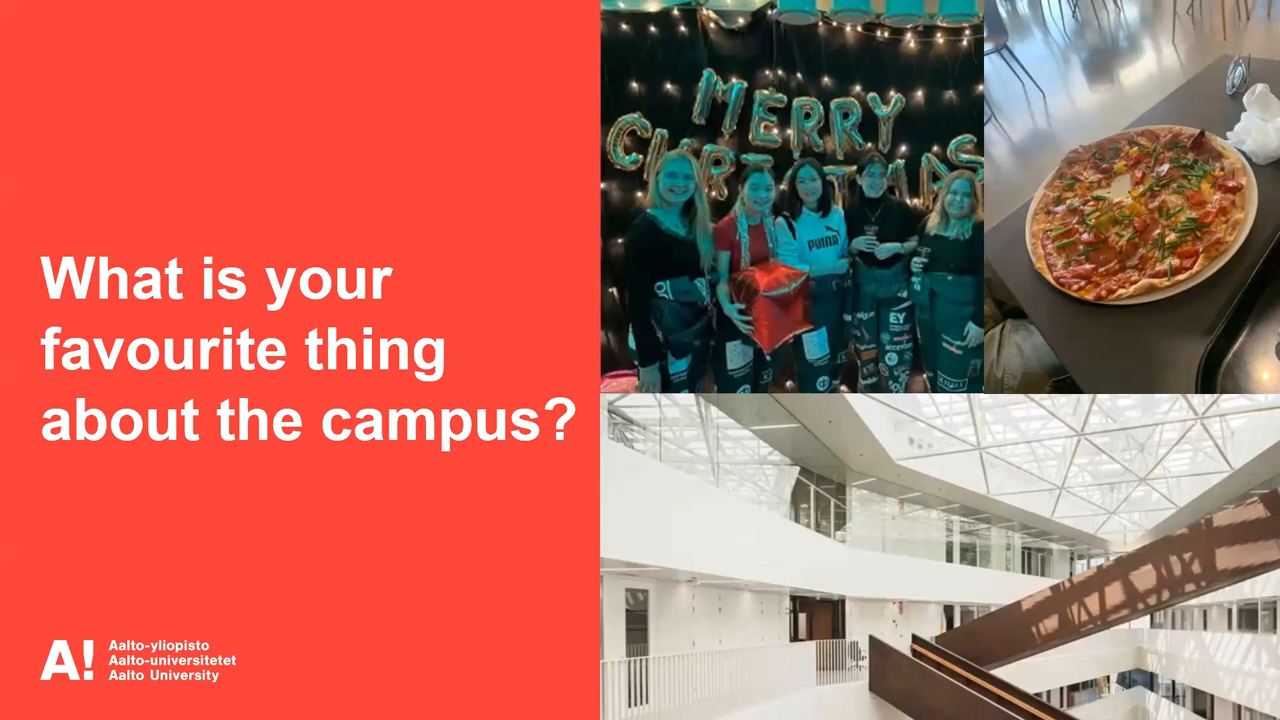 What is your
favourite thing
about the campus?
A! Aalto-yliopisto
Aalto-universitetet
Aalto University
MERRY
CHRISTMAS
PUMA
EY